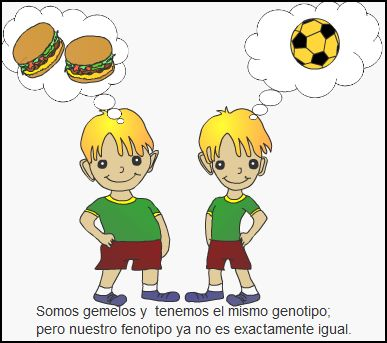 Somos gemelos y tenemos el mismo genotipo;
pero nuestro fenotipo ya no es exactamente igual.